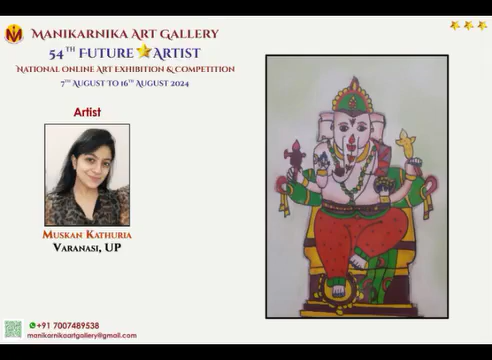 MANIKARNIKA ART GALLERY
54TH FUTURE ARTIST
NATIONAL ONLINE ART EXHIBITION & COMPETITION
7TH AUGUST TO 16TH AUGUST 2024
Artist
MUSKAN KATHURIA
VARANASI, UP
+91 7007489538
manikarnikaartgallery@gmail.com